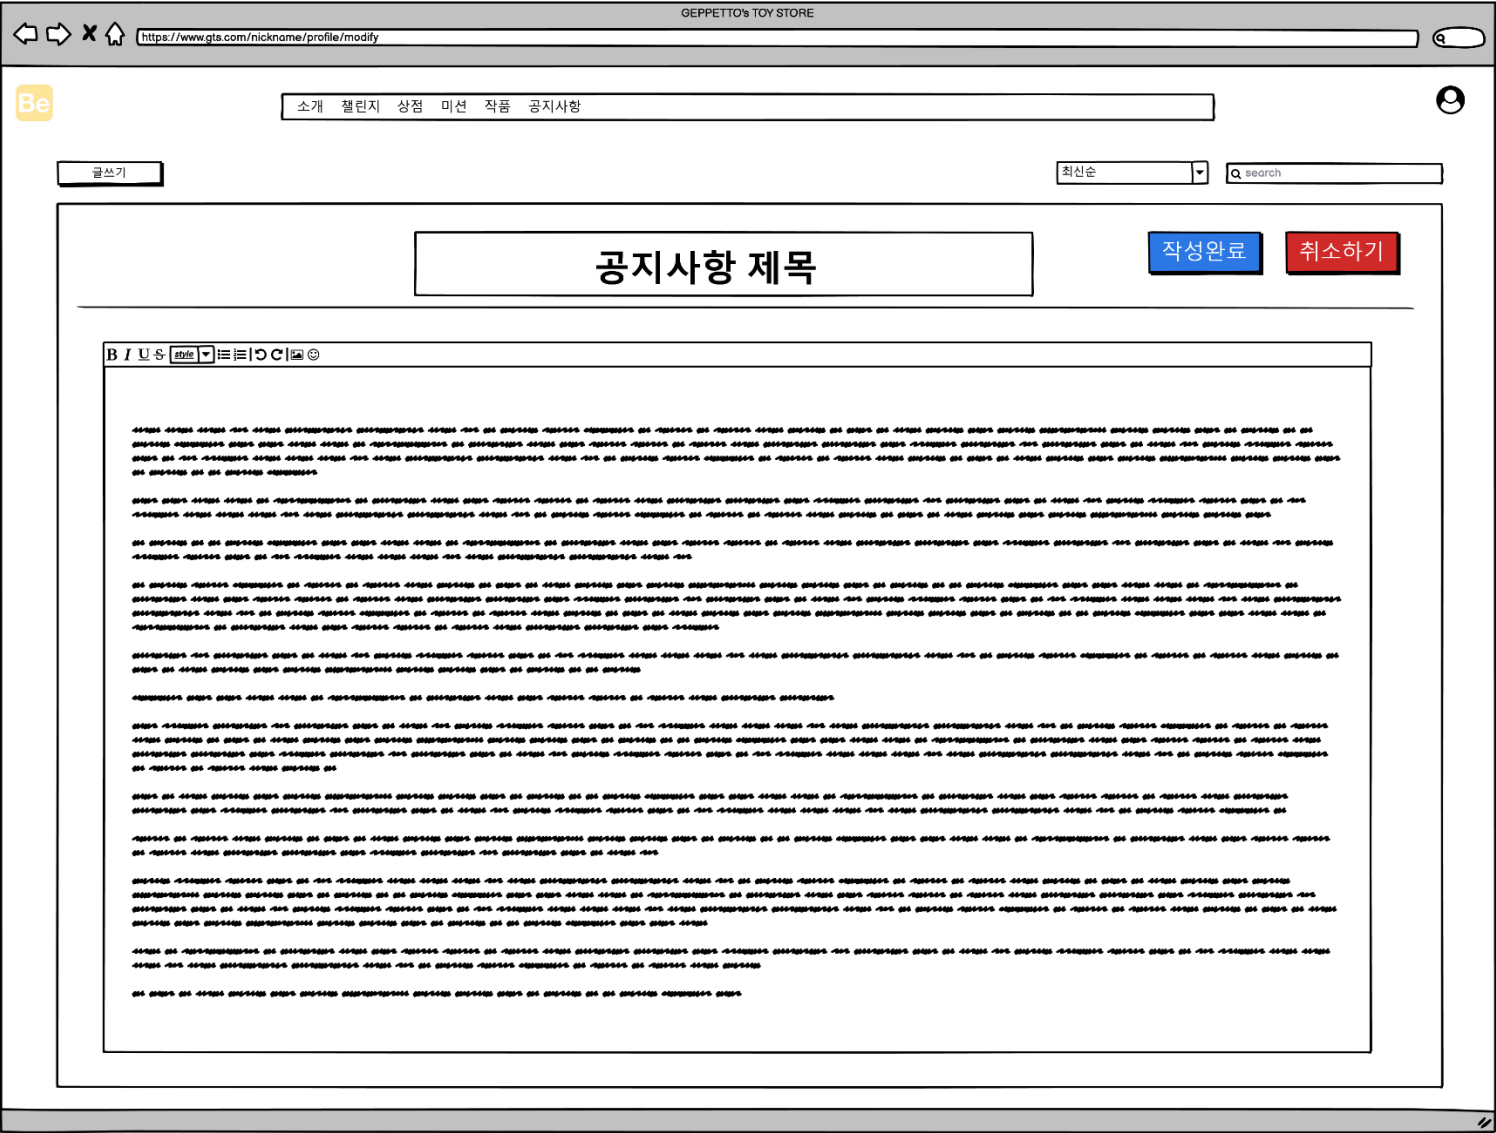 GEPPETTO's TOY STORE
https://www.gts.com/nickname/profile/modify
Be
소개 챌린지 상점 미션 작품 공지사항
글쓰기
최신순
search
공지사항 제목
작성완료
취소하기
B I U S style